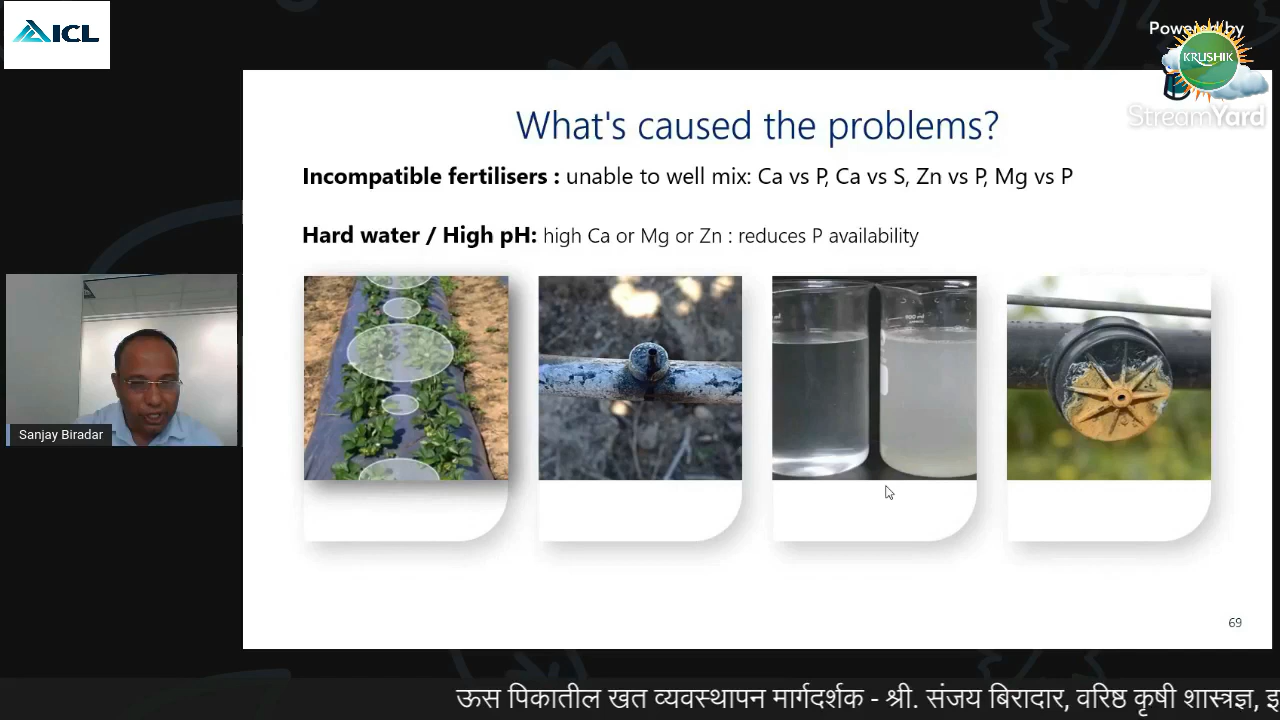 ICL
Powered by
KRUSHIK
StreamYard
What's caused the problems?
Incompatible fertilisers : unable to well mix: Ca vs P, Ca vs S, Zn vs P, Mg vs P
Hard water / High pH: high Ca or Mg or Zn : reduces P availability
Sanjay Biradar
69
ऊस पिकातील खत व्यवस्थापन मार्गदर्शक - श्री. संजय बिरादार, वरिष्ठ कृषी शास्त्रज्ञ,